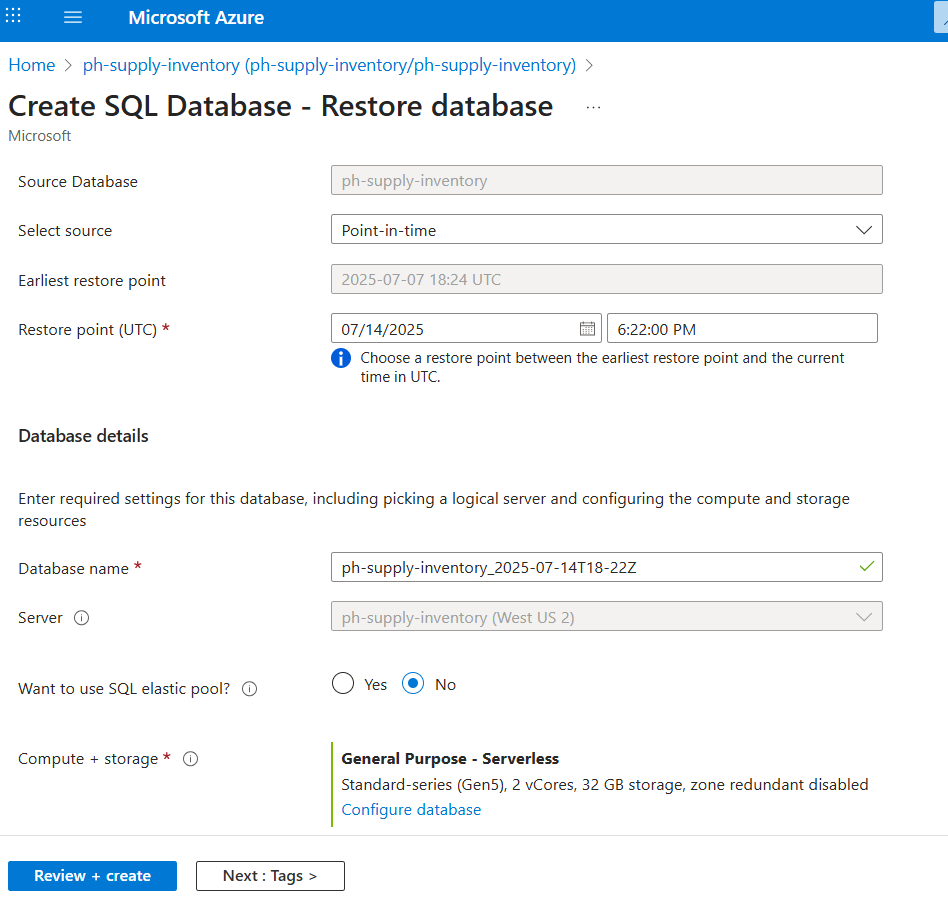 Microsoft Azure
Home > ph-supply-inventory (ph-supply-inventory/ph-supply-inventory) >
Create SQL Database - Restore database ...
Microsoft
Source Database ph-supply-inventory
Select source Point-in-time
Earliest restore point 2025-07-07 18:24 UTC
Restore point (UTC) * 07/14/2025 6:22:00 PM
Choose a restore point between the earliest restore point and the current
time in UTC.
Database details
Enter required settings for this database, including picking a logical server and configuring the compute and storage
resources
Database name * ph-supply-inventory_2025-07-14T18-22Z
Server ph-supply-inventory (West US 2)
Want to use SQL elastic pool? Yes No
Compute + storage * General Purpose - Serverless
Standard-series (Gen5), 2 vCores, 32 GB storage, zone redundant disabled
Configure database
Review + create Next : Tags >